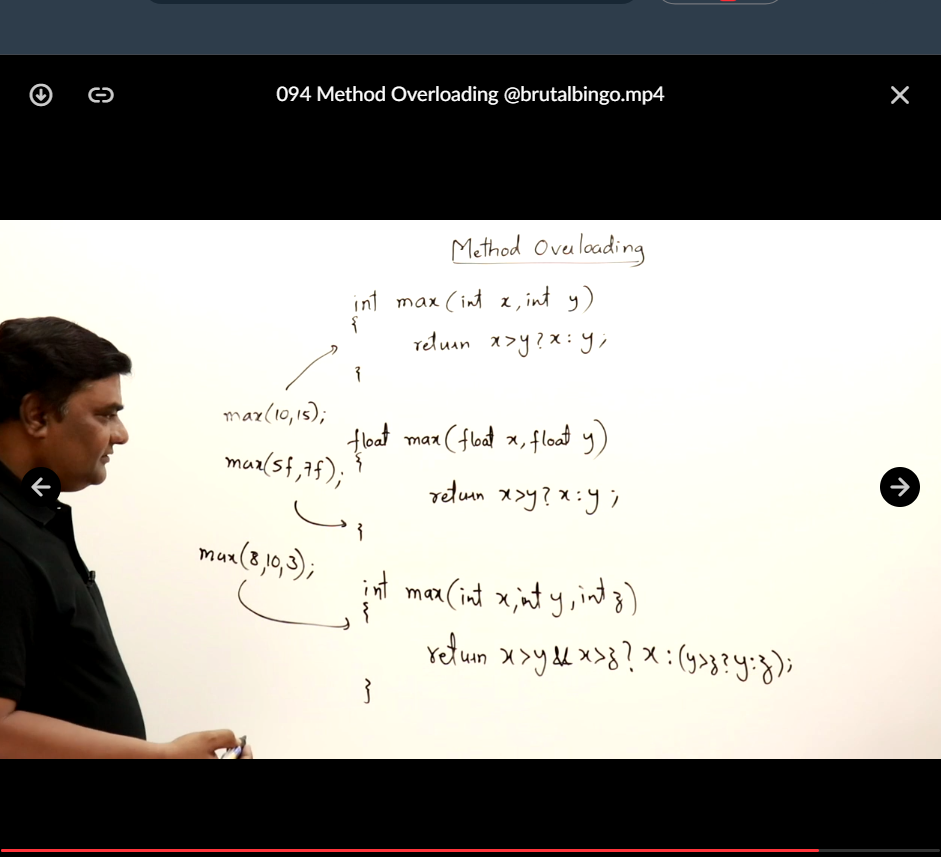 094 Method Overloading @brutalbingo.mp4
Method Overloading
int max(int x, int y)
{
return x>y?x:y;
}
max(10,15);
float max(float x, float y)
max(5f,7f);
{
return x>y?x:y;
}
max(8,10,3);
int max(int x, int y, int z)
{
return x>y && x>z? x:(y>z?y:z);
}